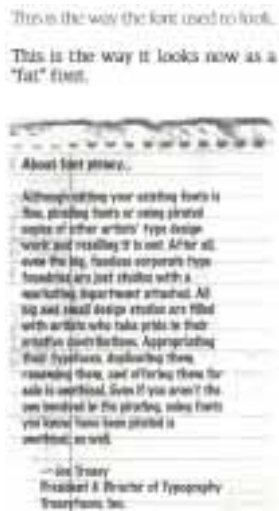 This is the way the font used to look.
This is the way it looks now as a
"fat" font.
About font piracy...
Although editing your existing fonts is
fine, pirating fonts or using pirated
copies of other artists' type design
work and reselling it is not. After all,
even the big, faceless corporate type
foundries are just studios with a
marketing department attached. All
big and small design studios are filled
with artists who take pride in their
creative contributions. Appropriating
their typefaces, duplicating them,
renaming them, and offering them for
sale is unethical. Even if you aren't the
one involved in the pirating, using fonts
you know have been pirated is
unethical, as well.
— Joe Treacy
President & Director of Typography
Treacyfaces, Inc.